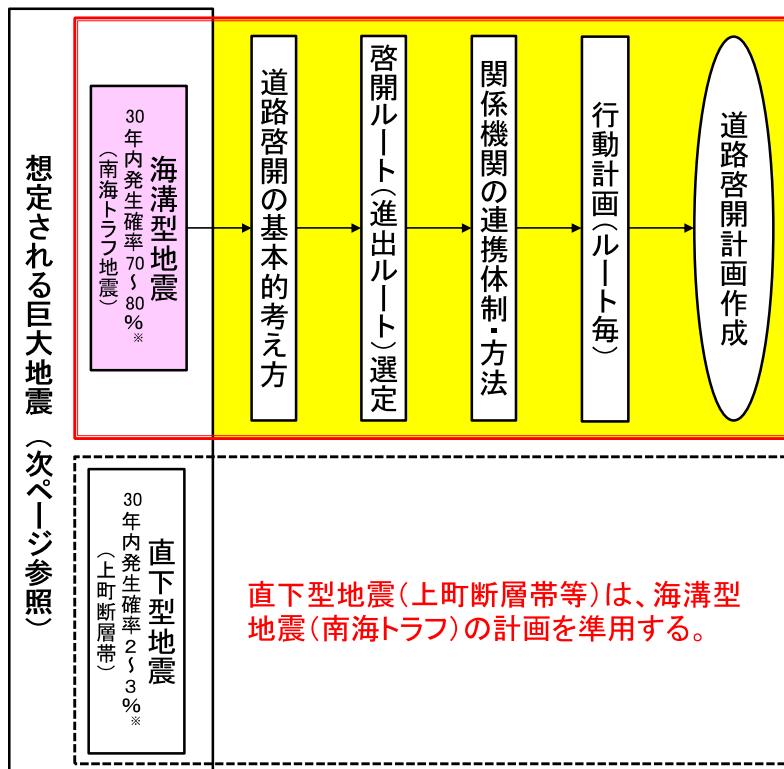 想定される巨大地震（次ページ参照）
海溝型地震
30年内発生確率70～80%※
（南海トラフ地震）
道路啓開の基本的考え方
啓開ルート（進出ルート）選定
関係機関の連携体制・方法
行動計画（ルート毎）
道路啓開計画作成
直下型地震
30年内発生確率２～３%※
（上町断層帯）
直下型地震（上町断層帯等）は、海溝型
地震（南海トラフ）の計画を準用する。